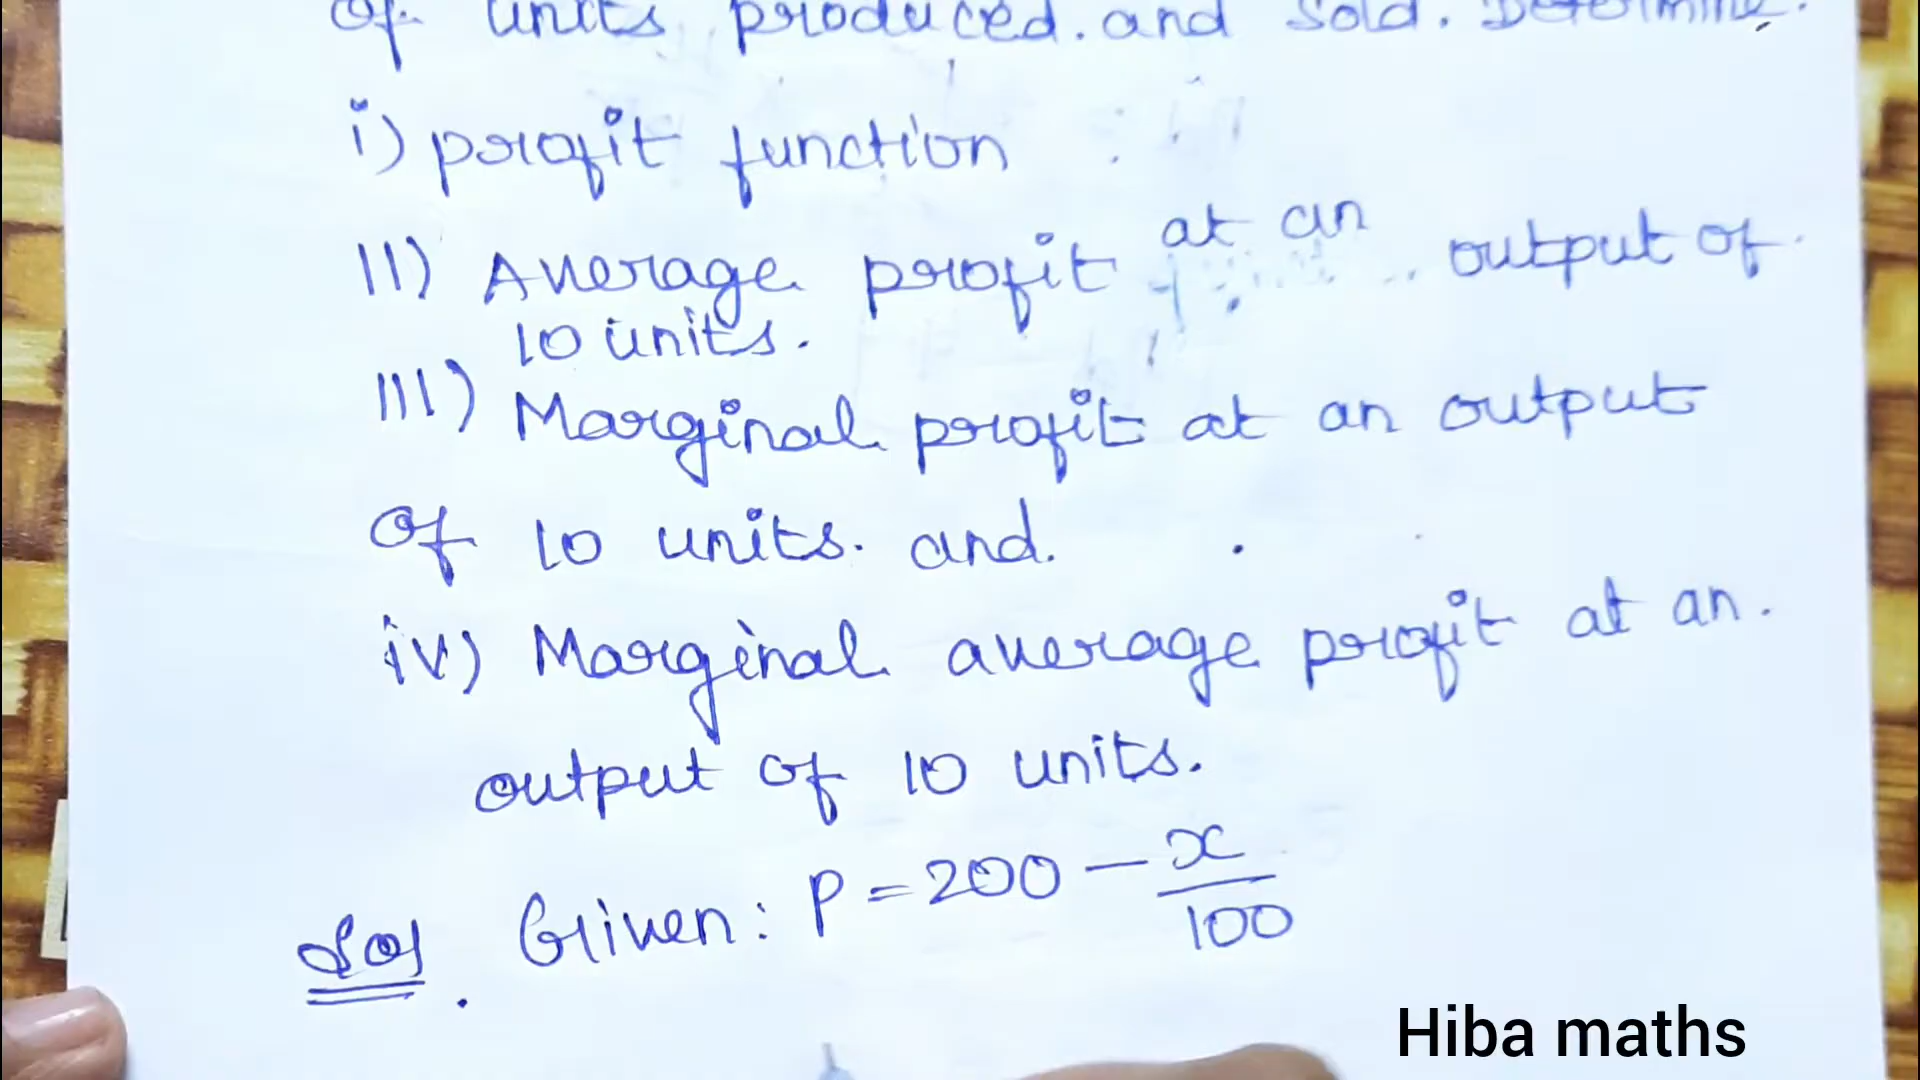 of units produced. and sold. Determine.
i) profit function
II) Average profit at an output of
10 units.
III) Marginal profit at an output
of 10 units. and.
iv) Marginal average profit at an.
output of 10 units.
Sol. Given: P = 200 - x/100
Hiba maths